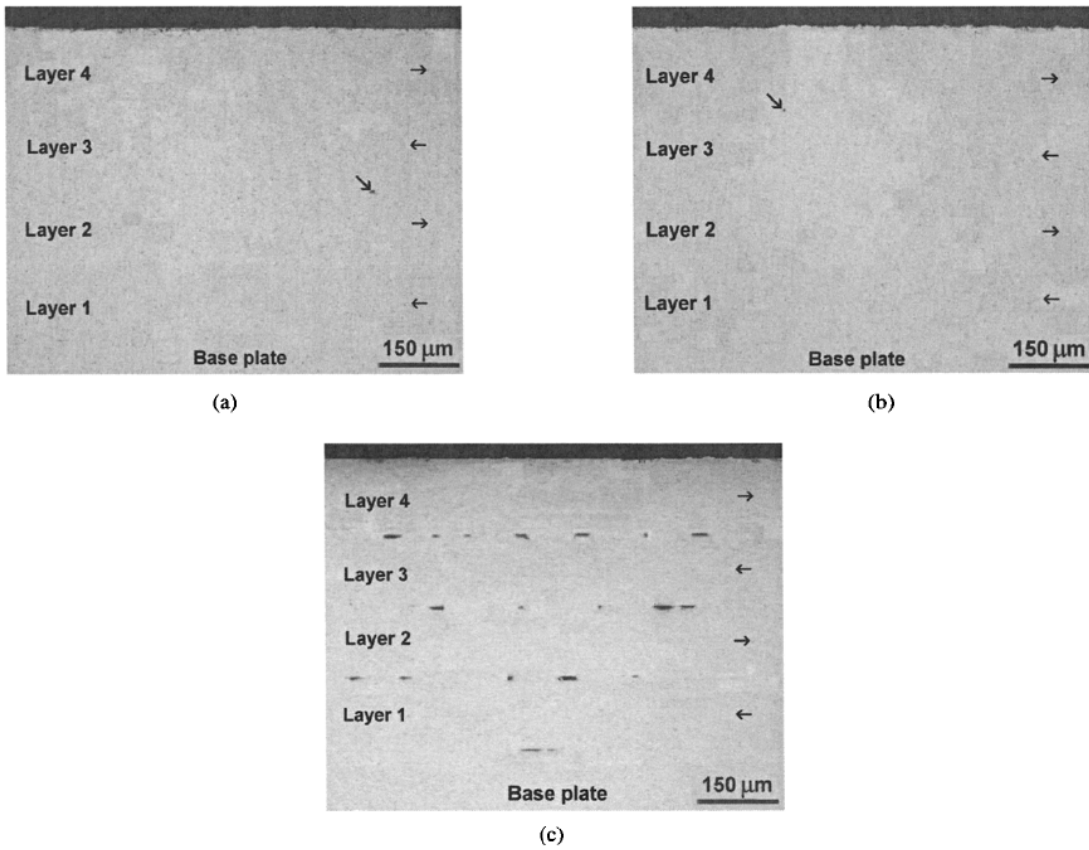 Layer 4 →
Layer 3 ←
Layer 2 →
Layer 1 ←
Base plate 150 μm
(a)
Layer 4 →
Layer 3 ←
Layer 2 →
Layer 1 ←
Base plate 150 μm
(b)
Layer 4 →
Layer 3 ←
Layer 2 →
Layer 1 ←
Base plate 150 μm
(c)